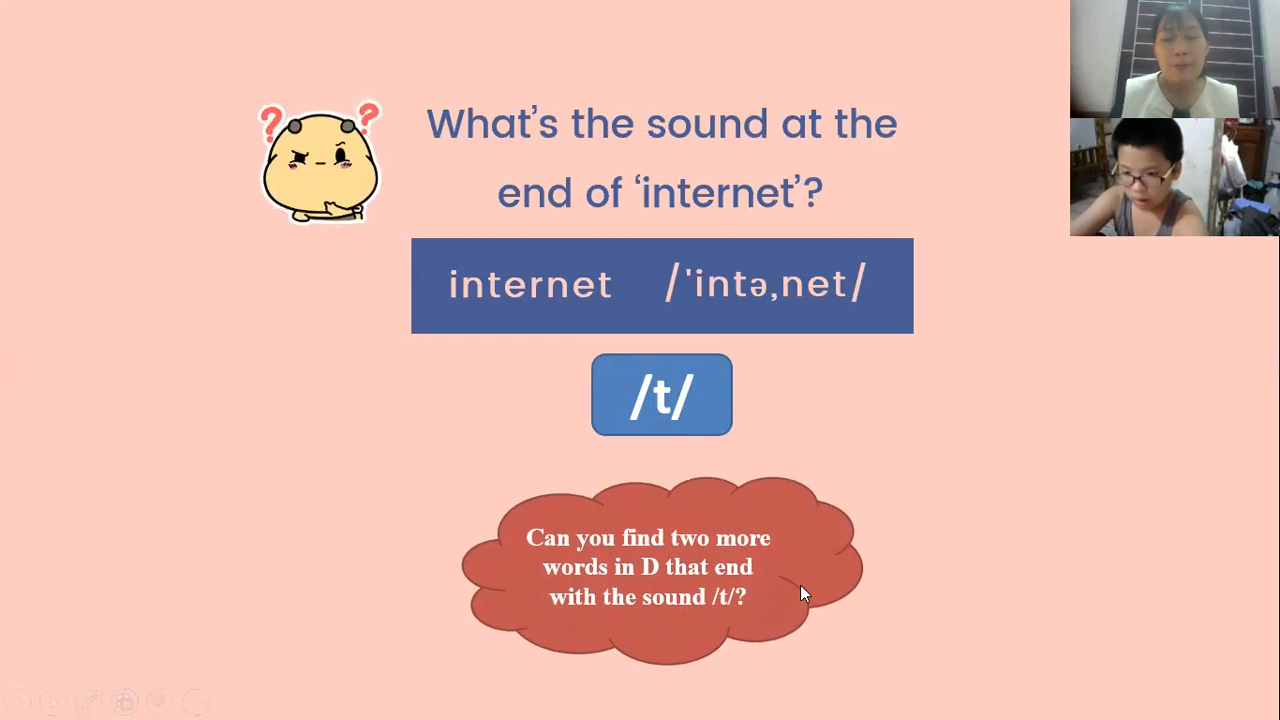 What's the sound at the
end of ‘internet’?
internet /ˈintəˌnet/
/t/
Can you find two more
words in D that end
with the sound /t/?